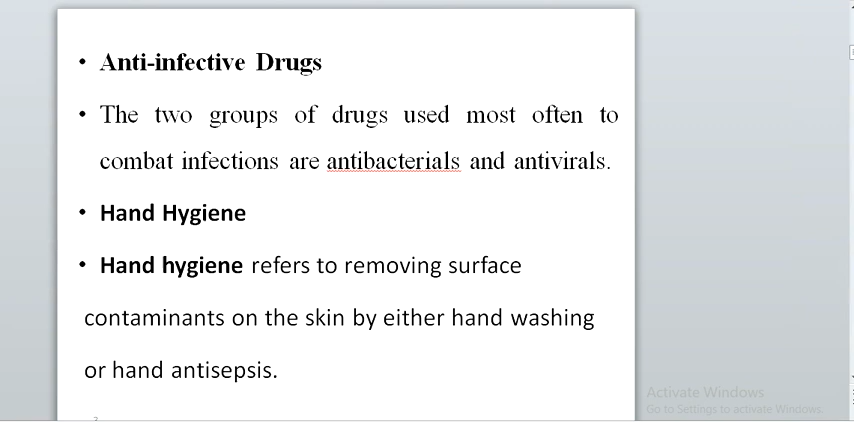 • Anti-infective Drugs
• The two groups of drugs used most often to
combat infections are antibacterials and antivirals.
• Hand Hygiene
• Hand hygiene refers to removing surface
contaminants on the skin by either hand washing
or hand antisepsis.
Activate Windows
Go to Settings to activate Windows.